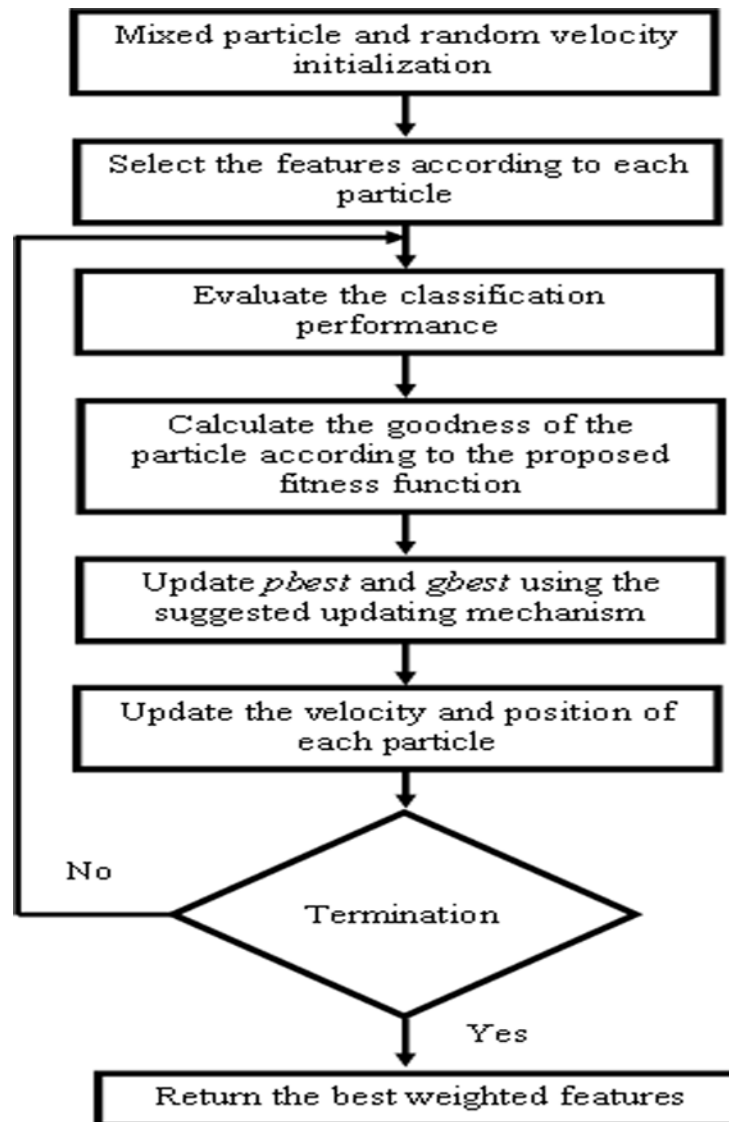 Mixed particle and random velocity
initialization
Select the features according to each
particle
Evaluate the classification
performance
Calculate the goodness of the
particle according to the proposed
fitness function
Update pbest and gbest using the
suggested updating mechanism
Update the velocity and position of
each particle
No
Termination
Yes
Return the best weighted features